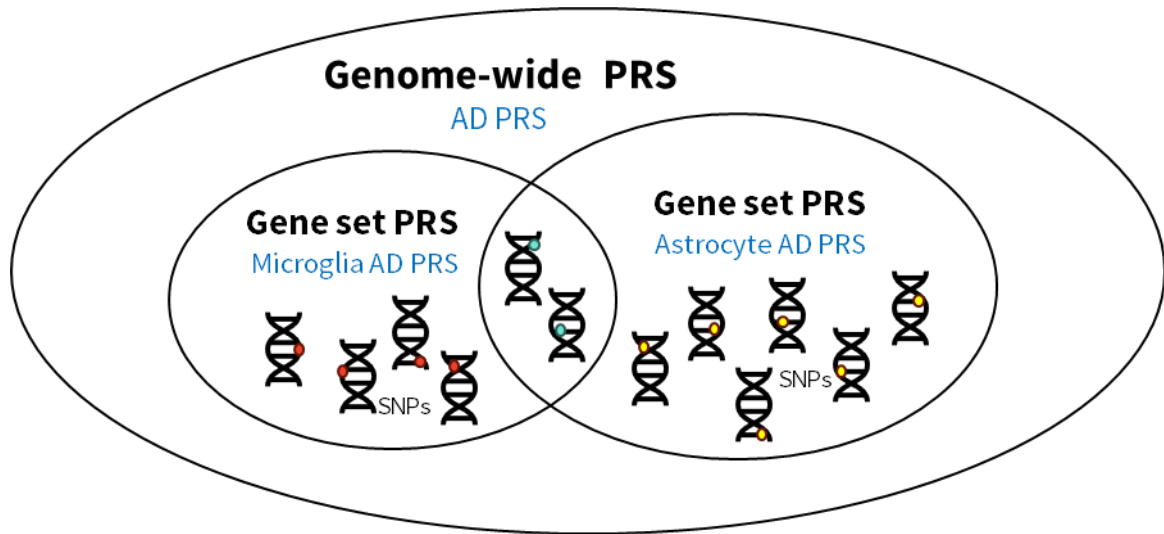 Genome-wide PRS
AD PRS
Gene set PRS
Microglia AD PRS
SNPs
Gene set PRS
Astrocyte AD PRS
SNPs